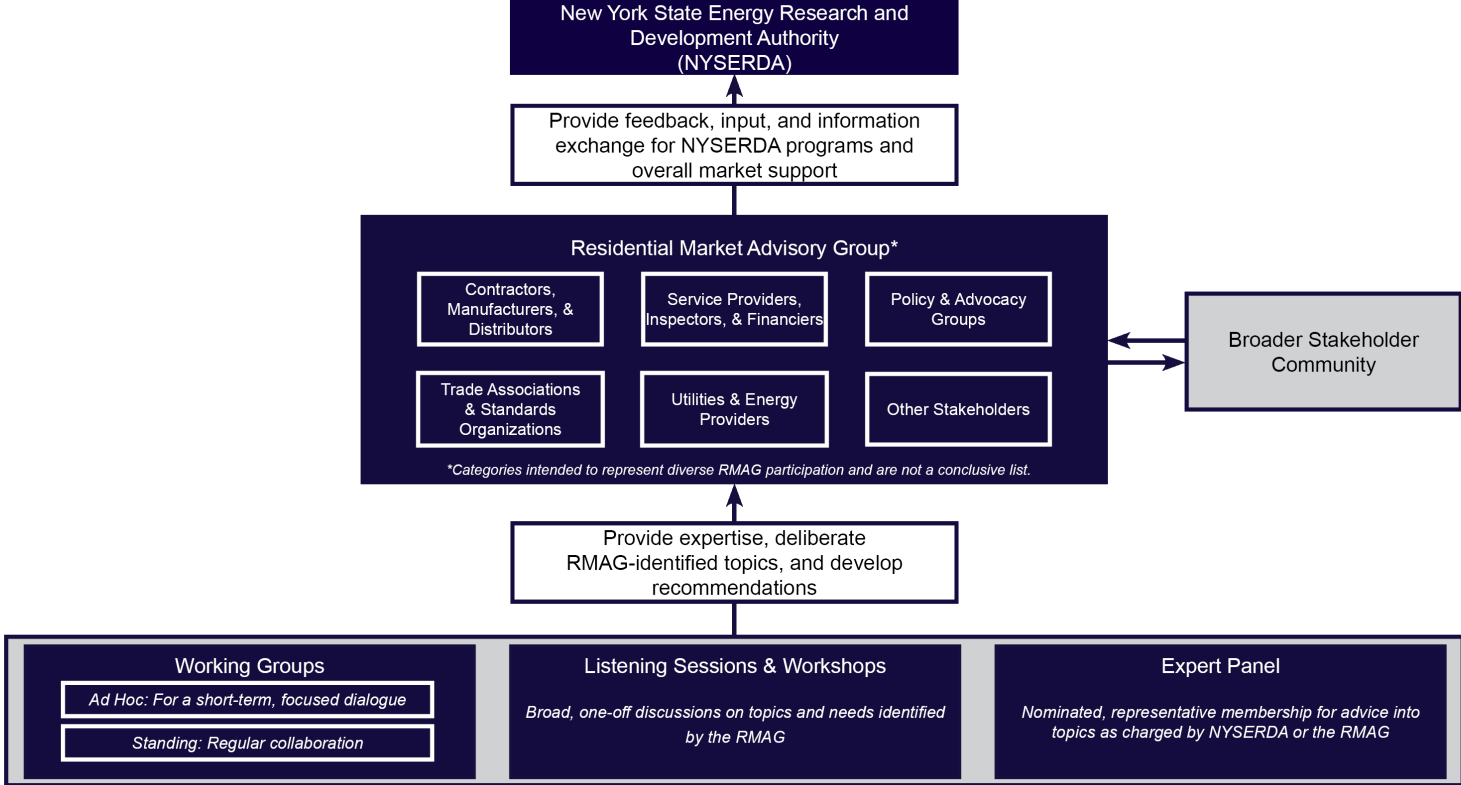 New York State Energy Research and
Development Authority
(NYSERDA)
Provide feedback, input, and information
exchange for NYSERDA programs and
overall market support
Residential Market Advisory Group*
Contractors,
Manufacturers, &
Distributors
Service Providers,
Inspectors, & Financiers
Policy & Advocacy
Groups
Trade Associations
& Standards
Organizations
Utilities & Energy
Providers
Other Stakeholders
*Categories intended to represent diverse RMAG participation and are not a conclusive list.
Broader Stakeholder
Community
Provide expertise, deliberate
RMAG-identified topics, and develop
recommendations
Working Groups
Ad Hoc: For a short-term, focused dialogue
Standing: Regular collaboration
Listening Sessions & Workshops
Broad, one-off discussions on topics and needs identified
by the RMAG
Expert Panel
Nominated, representative membership for advice into
topics as charged by NYSERDA or the RMAG